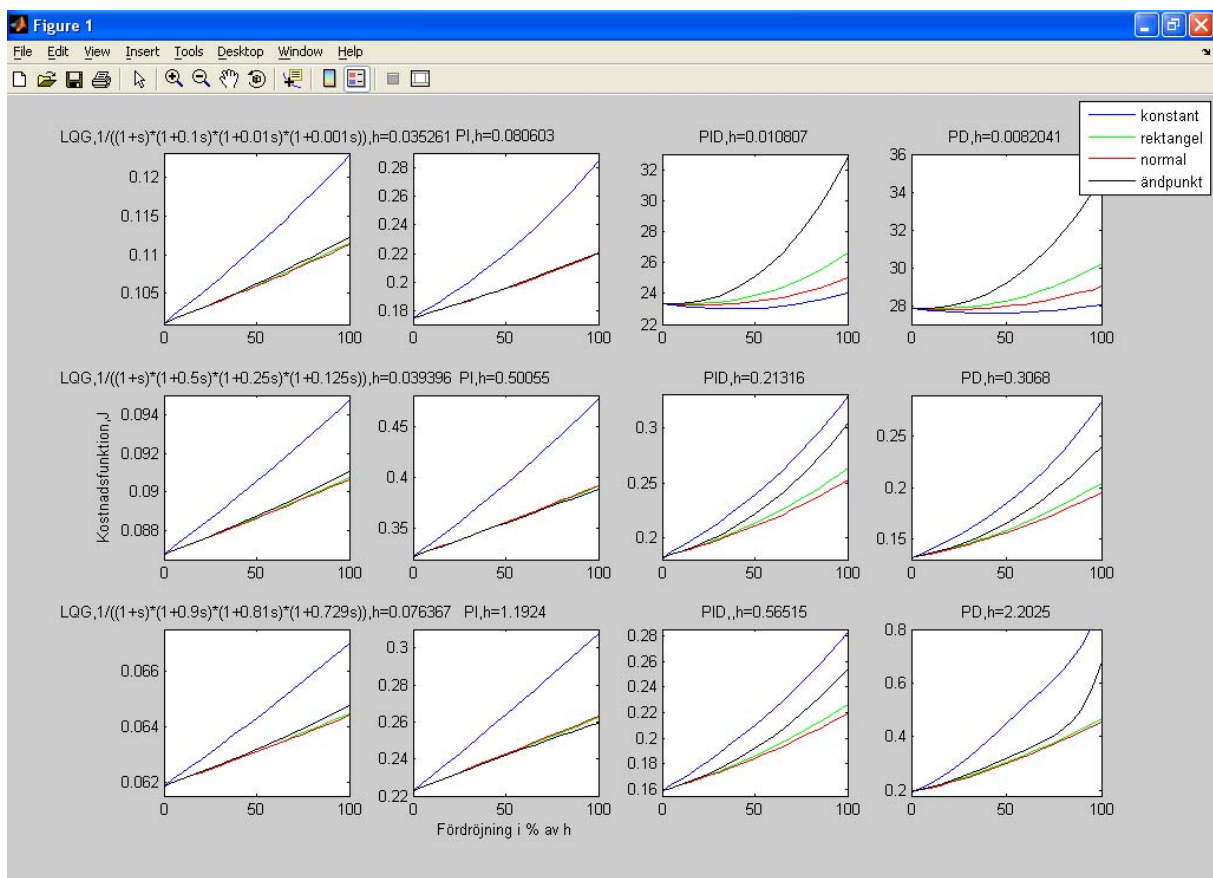 Figure 1
File Edit View Insert Tools Desktop Window Help
konstant
rektangel
normal
ändpunkt
LQG,1/((1+s)*(1+0.1s)*(1+0.01s)*(1+0.001s)),h=0.035261 PI,h=0.080603 PID,h=0.010807 PD,h=0.0082041
0.12
0.115
0.11
0.105
0 50 100
0.28
0.26
0.24
0.22
0.2
0.18
0 50 100
32
30
28
26
24
22
0 50 100
36
34
32
30
28
0 50 100
LQG,1/((1+s)*(1+0.5s)*(1+0.25s)*(1+0.125s)),h=0.039396 PI,h=0.50055 PID,h=0.21316 PD,h=0.3068
Kostnadsfunktion,J
0.094
0.092
0.09
0.088
0 50 100
0.45
0.4
0.35
0 50 100
0.3
0.25
0.2
0 50 100
0.25
0.2
0.15
0 50 100
LQG,1/((1+s)*(1+0.9s)*(1+0.81s)*(1+0.729s)),h=0.076367 PI,h=1.1924 PID,,h=0.56515 PD,h=2.2025
0.066
0.064
0.062
0 50 100
0.3
0.28
0.26
0.24
0.22
0 50 100
0.28
0.26
0.24
0.22
0.2
0.18
0.16
0 50 100
0.8
0.6
0.4
0.2
0 50 100
Fördröjning i % av h